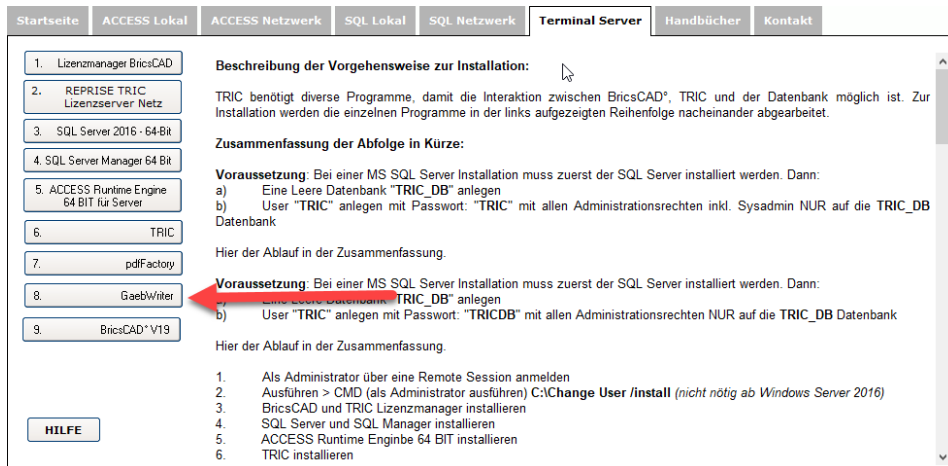 Startseite
ACCESS Lokal
ACCESS Netzwerk
SQL Lokal
SQL Netzwerk
Terminal Server
Handbücher
Kontakt
1. Lizenzmanager BricsCAD
2. REPRISE TRIC
Lizenzserver Netz
3. SQL Server 2016 - 64-Bit
4. SQL Server Manager 64 Bit
5. ACCESS Runtime Engine
64 BIT für Server
6. TRIC
7. pdfFactory
8. GaebWriter
9. BricsCAD° V19
HILFE
Beschreibung der Vorgehensweise zur Installation:
TRIC benötigt diverse Programme, damit die Interaktion zwischen BricsCAD°, TRIC und der Datenbank möglich ist. Zur
Installation werden die einzelnen Programme in der links aufgezeigten Reihenfolge nacheinander abgearbeitet.
Zusammenfassung der Abfolge in Kürze:
Voraussetzung: Bei einer MS SQL Server Installation muss zuerst der SQL Server installiert werden. Dann:
a) Eine Leere Datenbank "TRIC_DB" anlegen
b) User "TRIC" anlegen mit Passwort: "TRIC" mit allen Administrationsrechten inkl. Sysadmin NUR auf die TRIC_DB
Datenbank
Hier der Ablauf in der Zusammenfassung.
Voraussetzung: Bei einer MS SQL Server Installation muss zuerst der SQL Server installiert werden. Dann:
a) Eine Leere Datenbank "TRIC_DB" anlegen
b) User "TRIC" anlegen mit Passwort: "TRICDB" mit allen Administrationsrechten NUR auf die TRIC_DB Datenbank
Hier der Ablauf in der Zusammenfassung.
1. Als Administrator über eine Remote Session anmelden
2. Ausführen > CMD (als Administrator ausführen) C:\Change User /install (nicht nötig ab Windows Server 2016)
3. BricsCAD und TRIC Lizenzmanager installieren
4. SQL Server und SQL Manager installieren
5. ACCESS Runtime Enginbe 64 BIT installieren
6. TRIC installieren